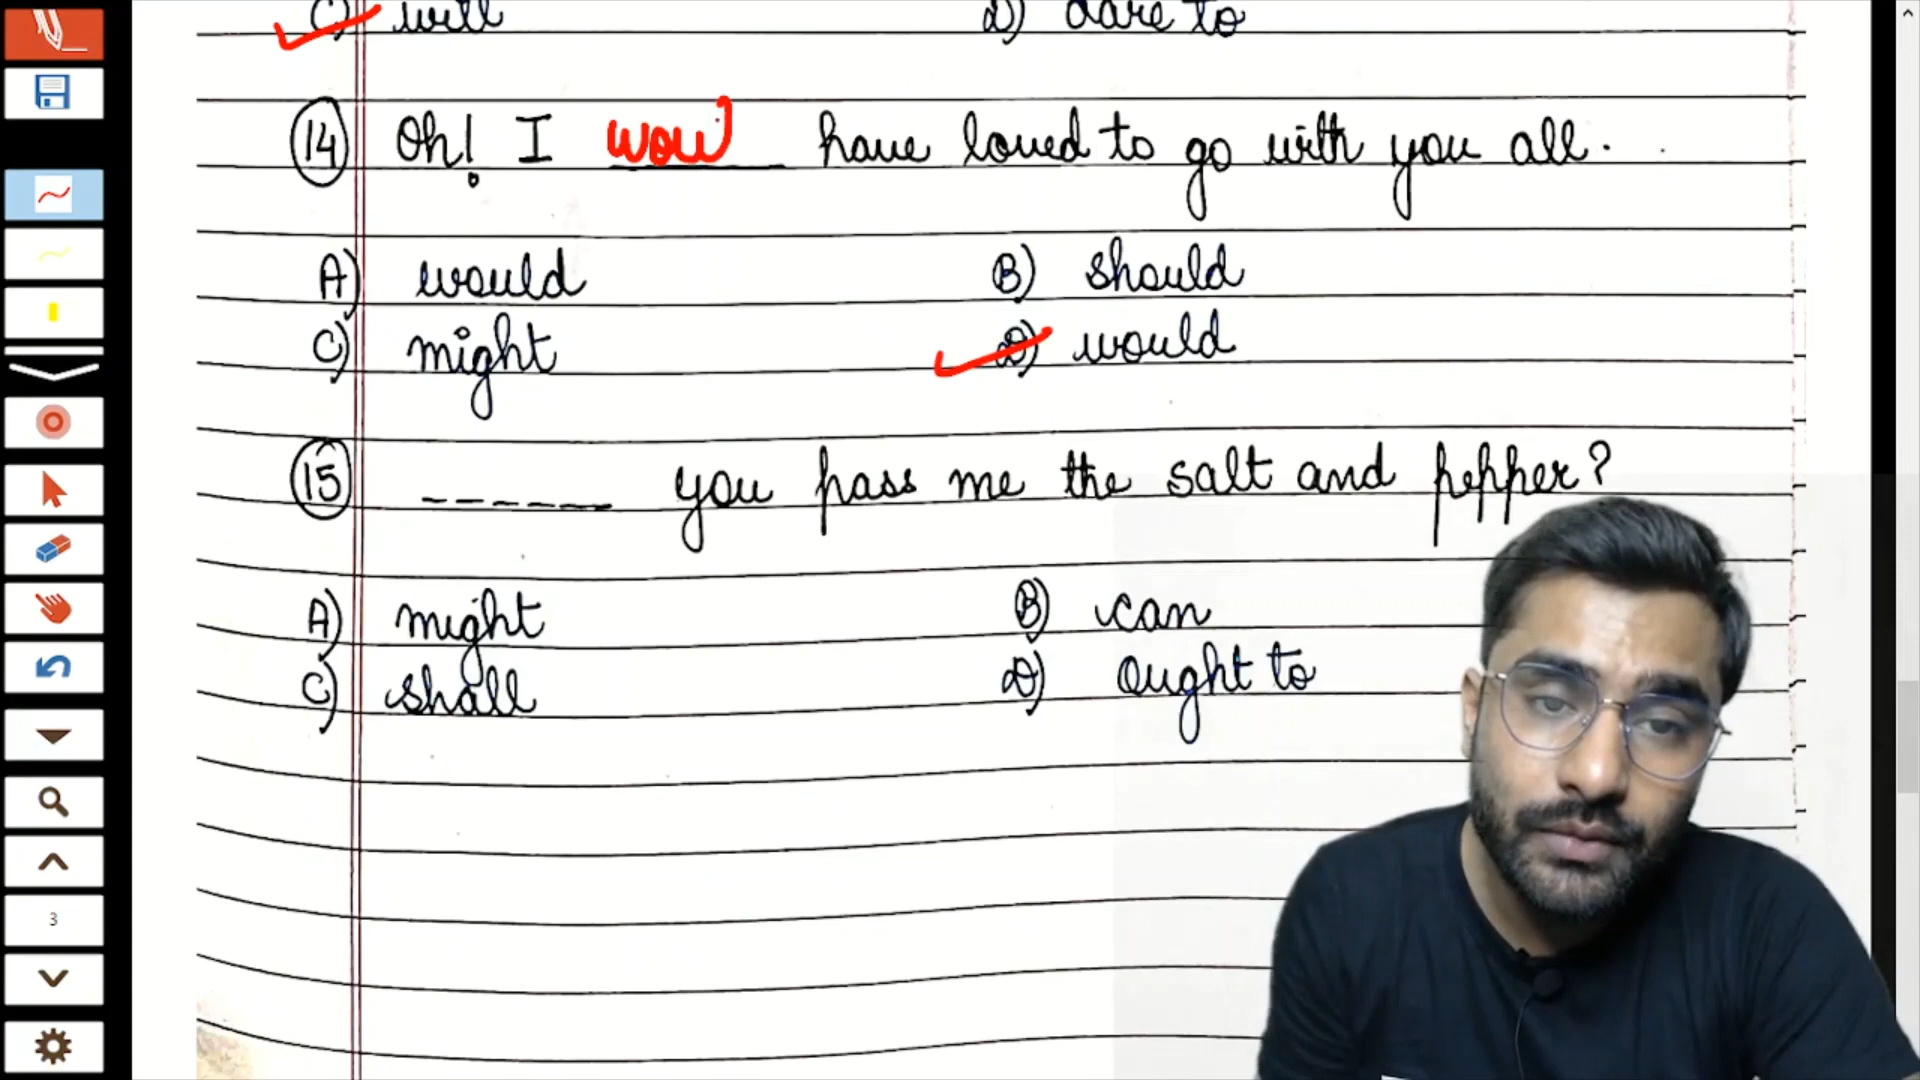 C) will D) dare to
14 Oh! I wou have loved to go with you all.
A) would B) should
C) might D) would
15 ------ you pass me the salt and pepper?
A) might B) can
C) shall D) ought to
3